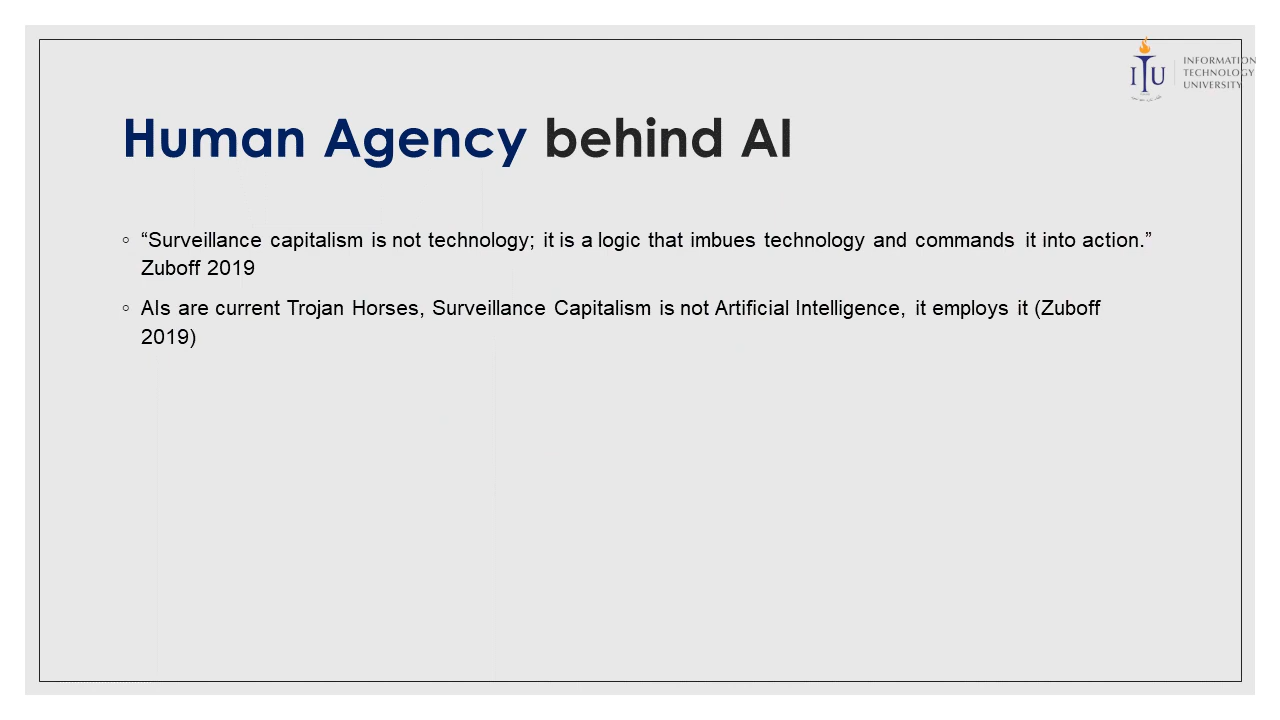 INFORMATION
TECHNOLOGY
UNIVERSITY
ITU
Human Agency behind AI
◦ “Surveillance capitalism is not technology; it is a logic that imbues technology and commands it into action.”
Zuboff 2019
◦ AIs are current Trojan Horses, Surveillance Capitalism is not Artificial Intelligence, it employs it (Zuboff
2019)